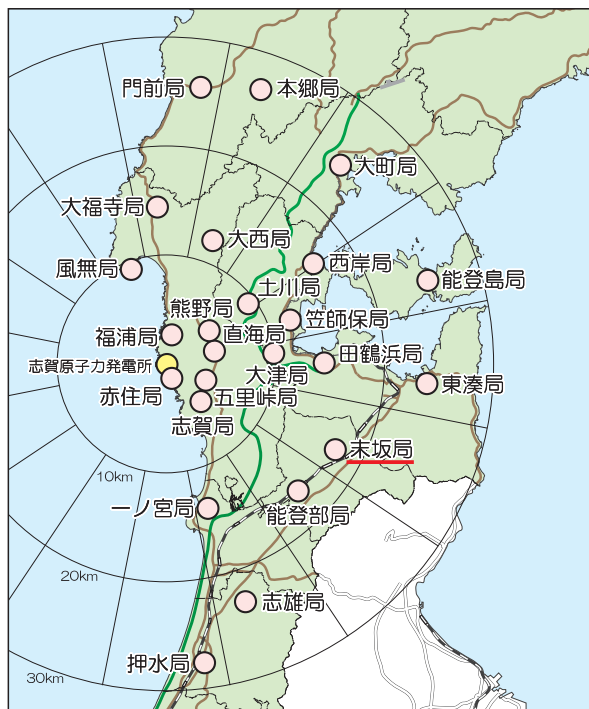 門前局
本郷局
大町局
大福寺局
大西局
西岸局
風無局
能登島局
土川局
熊野局
笠師保局
福浦局
直海局
志賀原子力発電所
田鶴浜局
大津局
赤住局
東湊局
五里峠局
志賀局
末坂局
10km
一ノ宮局
能登部局
20km
志雄局
押水局
30km